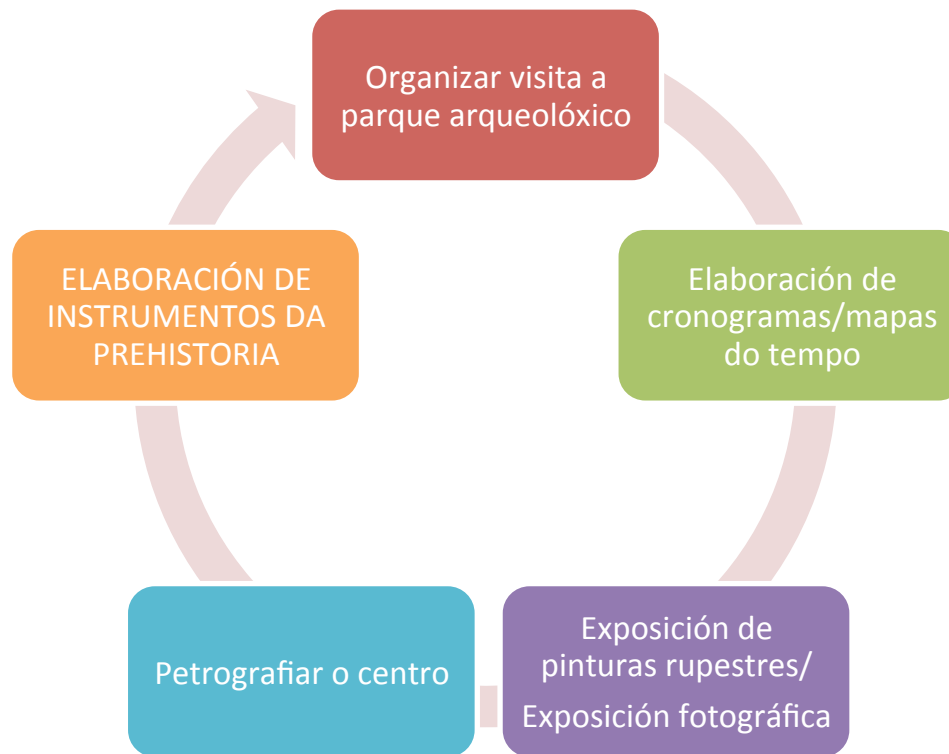 Organizar visita a
parque arqueolóxico
Elaboración de
cronogramas/mapas
do tempo
Exposición de
pinturas rupestres/
Exposición fotográfica
Petrografiar o centro
ELABORACIÓN DE
INSTRUMENTOS DA
PREHISTORIA